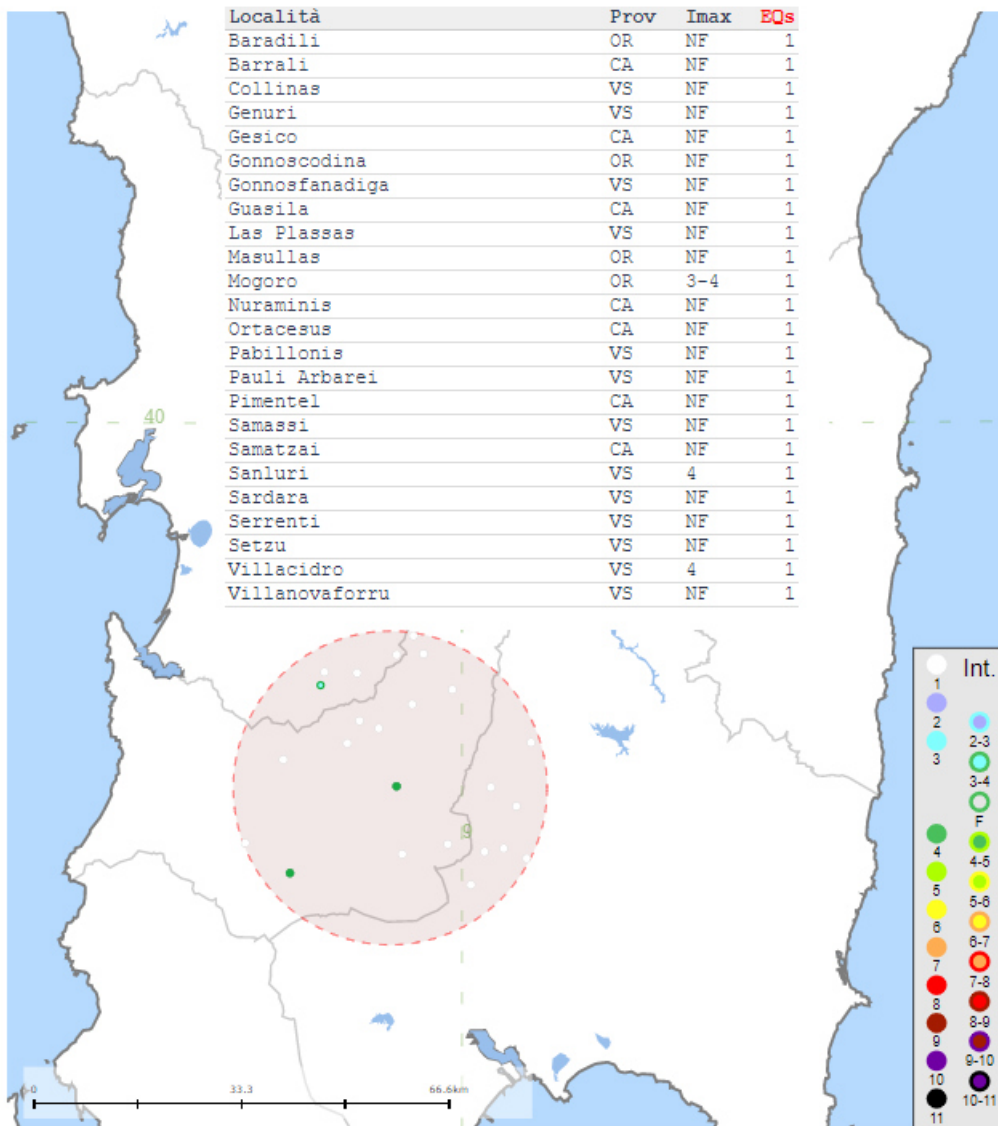 Località Prov Imax EQs
Baradili OR NF 1
Barrali CA NF 1
Collinas VS NF 1
Genuri VS NF 1
Gesico CA NF 1
Gonnoscodina OR NF 1
Gonnosfanadiga VS NF 1
Guasila CA NF 1
Las Plassas VS NF 1
Masullas OR NF 1
Mogoro OR 3-4 1
Nuraminis CA NF 1
Ortacesus CA NF 1
Pabillonis VS NF 1
Pauli Arbarei VS NF 1
Pimentel CA NF 1
Samassi VS NF 1
Samatzai CA NF 1
Sanluri VS 4 1
Sardara VS NF 1
Serrenti VS NF 1
Setzu VS NF 1
Villacidro VS 4 1
Villanovaforru VS NF 1
40
9
Int.
1
2
2-3
3
3-4
F
4
4-5
5
5-6
6
6-7
7
7-8
8
8-9
9
9-10
10
10-11
11
0 33.3 66.6km